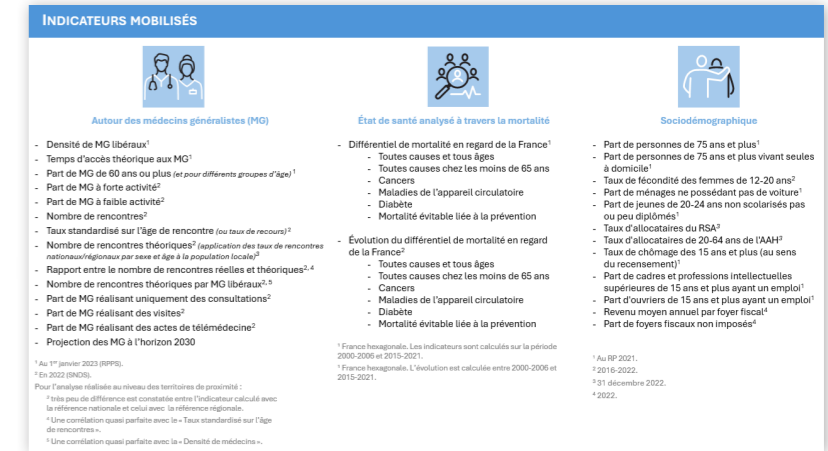 INDICATEURS MOBILISÉS
Autour des médecins généralistes (MG)
- Densité de MG libéraux¹
- Temps d'accès théorique aux MG¹
- Part de MG de 60 ans ou plus (et pour différents groupes d'âge)¹
- Part de MG à forte activité²
- Part de MG à faible activité²
- Nombre de rencontres²
- Taux standardisé sur l'âge de rencontre (ou taux de recours)²
- Nombre de rencontres théoriques² (application des taux de rencontres
nationaux/régionaux par sexe et âge à la population locale)³
- Rapport entre le nombre de rencontres réelles et théoriques²,⁴
- Nombre de rencontres théoriques par MG libéraux²,⁵
- Part de MG réalisant uniquement des consultations²
- Part de MG réalisant des visites²
- Part de MG réalisant des actes de télémédecine²
- Projection des MG à l'horizon 2030
¹ Au 1er janvier 2023 (RPPS).
² En 2022 (SNDS).
Pour l'analyse réalisée au niveau des territoires de proximité :
³ très peu de différence est constatée entre l'indicateur calculé avec
la référence nationale et celui avec la référence régionale.
⁴ Une corrélation quasi parfaite avec le « Taux standardisé sur l'âge
de rencontres ».
⁵ Une corrélation quasi parfaite avec la « Densité de médecins ».
État de santé analysé à travers la mortalité
- Différentiel de mortalité en regard de la France¹
- Toutes causes et tous âges
- Toutes causes chez les moins de 65 ans
- Cancers
- Maladies de l'appareil circulatoire
- Diabète
- Mortalité évitable liée à la prévention
- Évolution du différentiel de mortalité en regard
de la France²
- Toutes causes et tous âges
- Toutes causes chez les moins de 65 ans
- Cancers
- Maladies de l'appareil circulatoire
- Diabète
- Mortalité évitable liée à la prévention
¹ France hexagonale. Les indicateurs sont calculés sur la période
2000-2006 et 2015-2021.
² France hexagonale. L'évolution est calculée entre 2000-2006 et
2015-2021.
Sociodémographique
- Part de personnes de 75 ans et plus¹
- Part de personnes de 75 ans et plus vivant seules
à domicile¹
- Taux de fécondité des femmes de 12-20 ans²
- Part de ménages ne possédant pas de voiture¹
- Part de jeunes de 20-24 ans non scolarisés pas
ou peu diplômés¹
- Taux d'allocataires du RSA³
- Taux d'allocataires de 20-64 ans de l'AAH³
- Taux de chômage des 15 ans et plus (au sens
du recensement)¹
- Part de cadres et professions intellectuelles
supérieures de 15 ans et plus ayant un emploi¹
- Part d'ouvriers de 15 ans et plus ayant un emploi¹
- Revenu moyen annuel par foyer fiscal⁴
- Part de foyers fiscaux non imposés⁴
¹ Au RP 2021.
² 2016-2022.
³ 31 décembre 2022.
⁴ 2022.